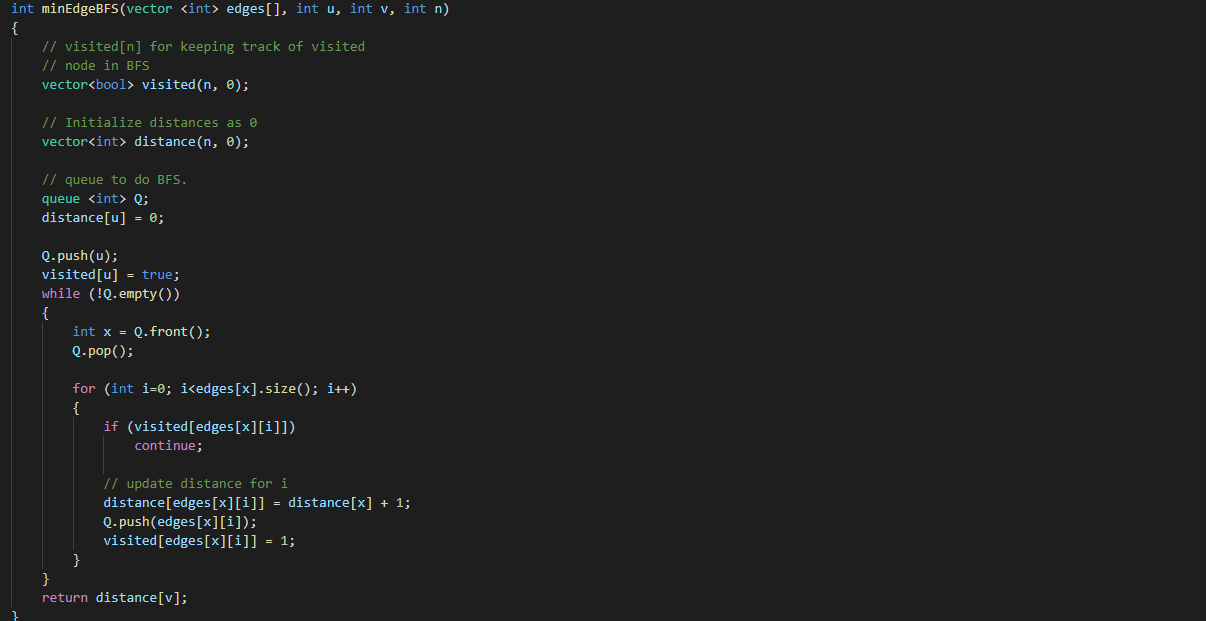 int minEdgeBFS(vector <int> edges[], int u, int v, int n)
{
    // visited[n] for keeping track of visited
    // node in BFS
    vector<bool> visited(n, 0);
    // Initialize distances as 0
    vector<int> distance(n, 0);
    // queue to do BFS.
    queue <int> Q;
    distance[u] = 0;
    Q.push(u);
    visited[u] = true;
    while (!Q.empty())
    {
        int x = Q.front();
        Q.pop();
        for (int i=0; i<edges[x].size(); i++)
        {
            if (visited[edges[x][i]])
                continue;
            // update distance for i
            distance[edges[x][i]] = distance[x] + 1;
            Q.push(edges[x][i]);
            visited[edges[x][i]] = 1;
        }
    }
    return distance[v];
}